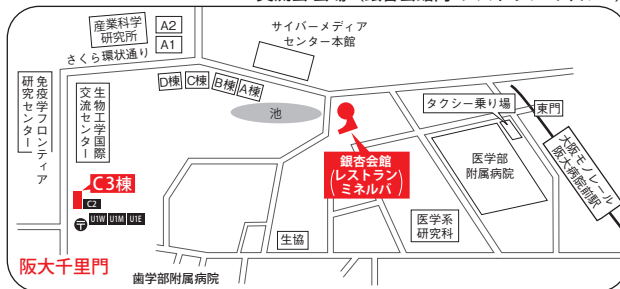 産業科学
研究所
A2
A1
さくら環状通り
サイバーメディア
センター本館
D棟
C棟
B棟
A棟
池
免疫学フロンティア
研究センター
生物工学国際
交流センター
タクシー乗り場
東門
大阪モノレール
阪大病院前駅
銀杏会館
(レストラン
ミネルバ)
医学部
附属病院
C3棟
C2
〒
U1W
U1M
U1E
医学系
研究科
生協
阪大千里門
歯学部附属病院